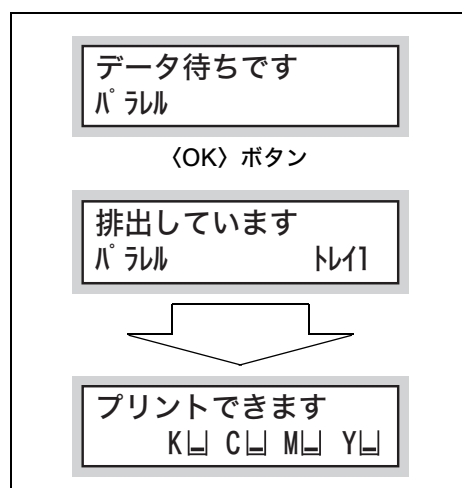 データ待ちです
ﾊﾟﾗﾚﾙ
〈OK〉ボタン
排出しています
ﾊﾟﾗﾚﾙ ﾄﾚｲ1
プリントできます
K C M Y